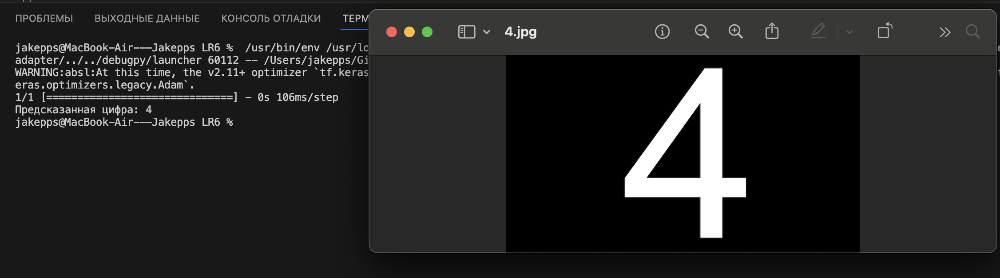 ПРОБЛЕМЫ ВЫХОДНЫЕ ДАННЫЕ КОНСОЛЬ ОТЛАДКИ ТЕРМ
jakepps@MacBook-Air---Jakepps LR6 % /usr/bin/env /usr/lo
adapter/../../debugpy/launcher 60112 -- /Users/jakepps/Gi
WARNING:absl:At this time, the v2.11+ optimizer `tf.keras
eras.optimizers.legacy.Adam`.
1/1 [==============================] - 0s 106ms/step
Предсказанная цифра: 4
jakepps@MacBook-Air---Jakepps LR6 %
4.jpg
4